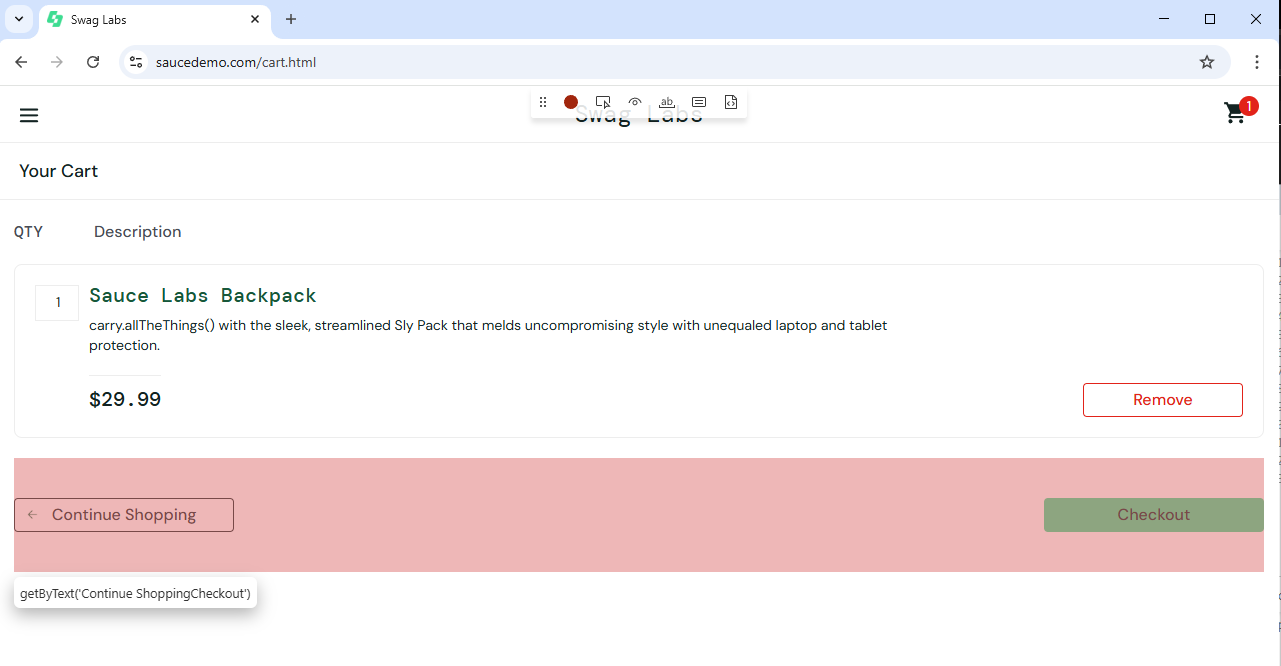 Swag Labs
saucedemo.com/cart.html
ab
Swag Labs
1
Your Cart
QTY Description
1 Sauce Labs Backpack
carry.allTheThings() with the sleek, streamlined Sly Pack that melds uncompromising style with unequaled laptop and tablet
protection.
$29.99 Remove
Continue Shopping Checkout
getByText('Continue ShoppingCheckout')